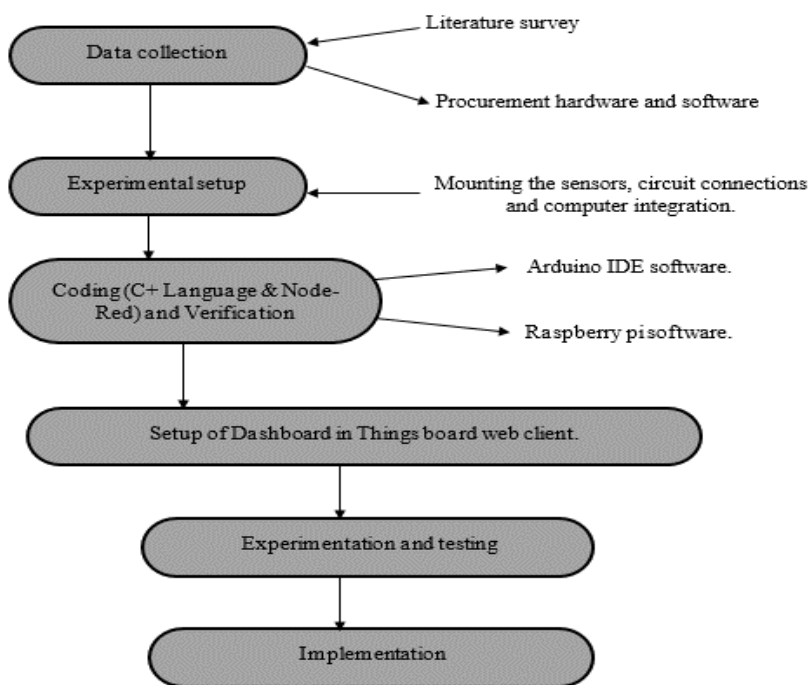 Literature survey
Data collection
Procurement hardware and software
Experimental setup
Mounting the sensors, circuit connections
and computer integration.
Arduino IDE software.
Coding (C+ Language & Node-
Red) and Verification
Raspberry pi software.
Setup of Dashboard in Things board web client.
Experimentation and testing
Implementation